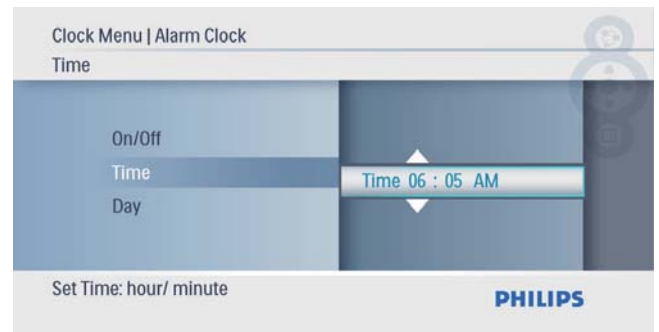 Clock Menu | Alarm Clock
Time
On/Off
Time
Day
Time 06 : 05 AM
Set Time: hour/ minute
PHILIPS